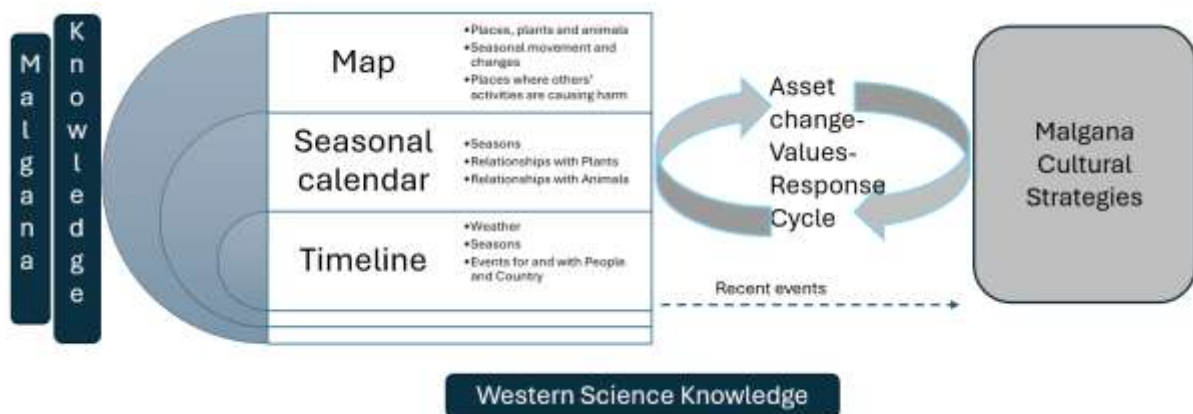 Malgana
Knowledge
Map
•Places, plants and animals
•Seasonal movement and
changes
•Places where others'
activities are causing harm
Seasonal
calendar
•Seasons
•Relationships with Plants
•Relationships with Animals
Timeline
•Weather
•Seasons
•Events for and with People
and Country
Asset
change-
Values-
Response
Cycle
Recent events
Malgana
Cultural
Strategies
Western Science Knowledge